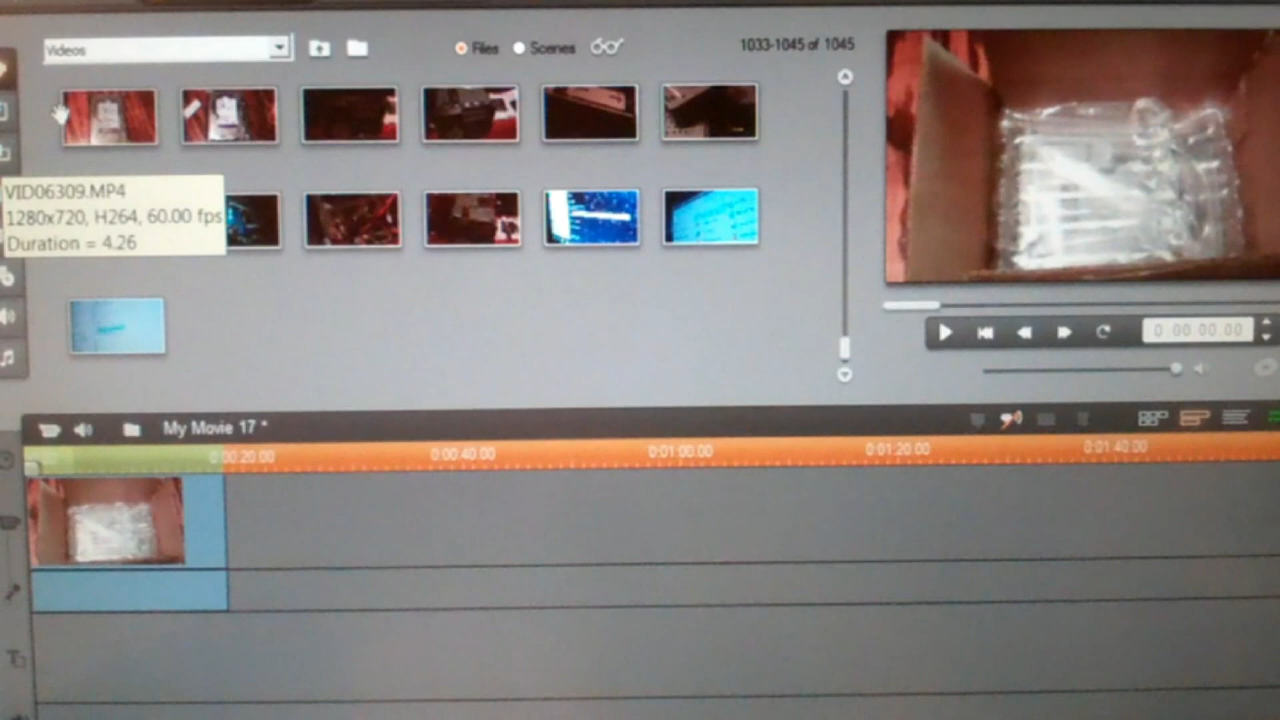 Videos
Files Scenes
1033-1045 of 1045
VID06309.MP4
1280x720, H264, 60.00 fps
Duration = 4.26
0:00:00.00
My Movie 17 *
0:00:20.00 0:00:40.00 0:01:00.00 0:01:20.00 0:01:40.00